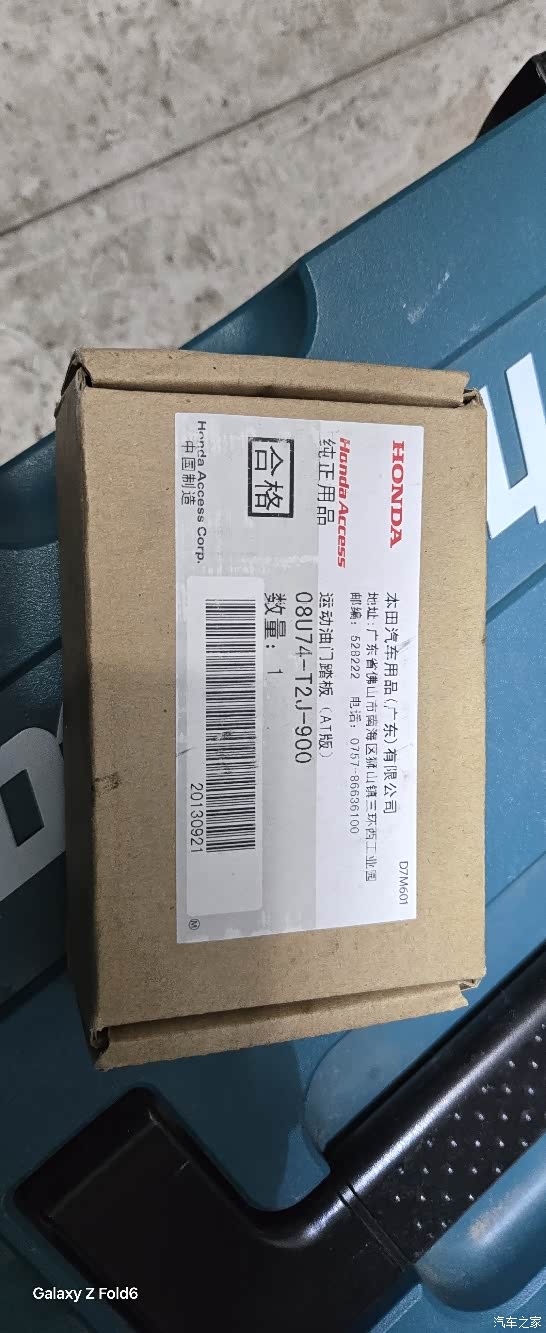 HONDA
本田汽车用品(广东)有限公司
地址:广东省佛山市南海区狮山镇三环西工业园
邮编: 528222 电话: 0757-86636100
D7M601
Honda Access
纯正用品
运动油门踏板 (AT版)
08U74-T2J-900
数量: 1
合格
20130921
Honda Access Corp.
中国制造
M
Galaxy Z Fold6
汽车之家